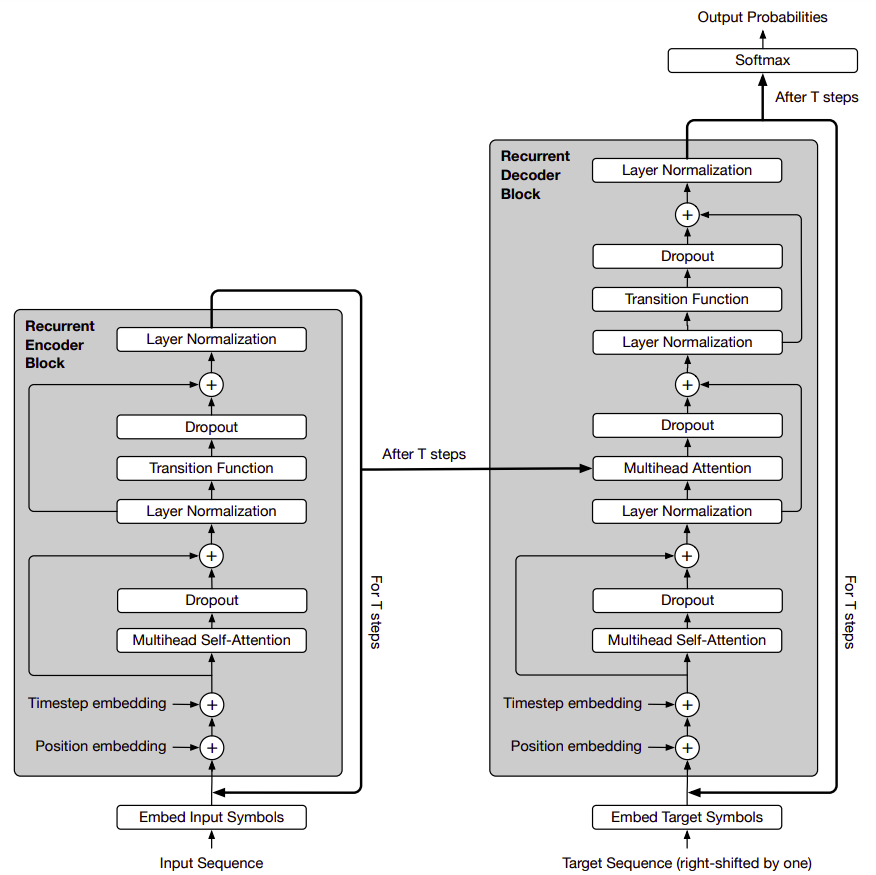 Output Probabilities
Softmax
After T steps
Recurrent
Decoder
Block
Layer Normalization
+
Dropout
Transition Function
Layer Normalization
+
Dropout
Multihead Attention
Layer Normalization
+
Dropout
Multihead Self-Attention
Timestep embedding
+
Position embedding
+
For T steps
Embed Target Symbols
Target Sequence (right-shifted by one)
After T steps
Recurrent
Encoder
Block
Layer Normalization
+
Dropout
Transition Function
Layer Normalization
+
Dropout
Multihead Self-Attention
Timestep embedding
+
Position embedding
+
For T steps
Embed Input Symbols
Input Sequence